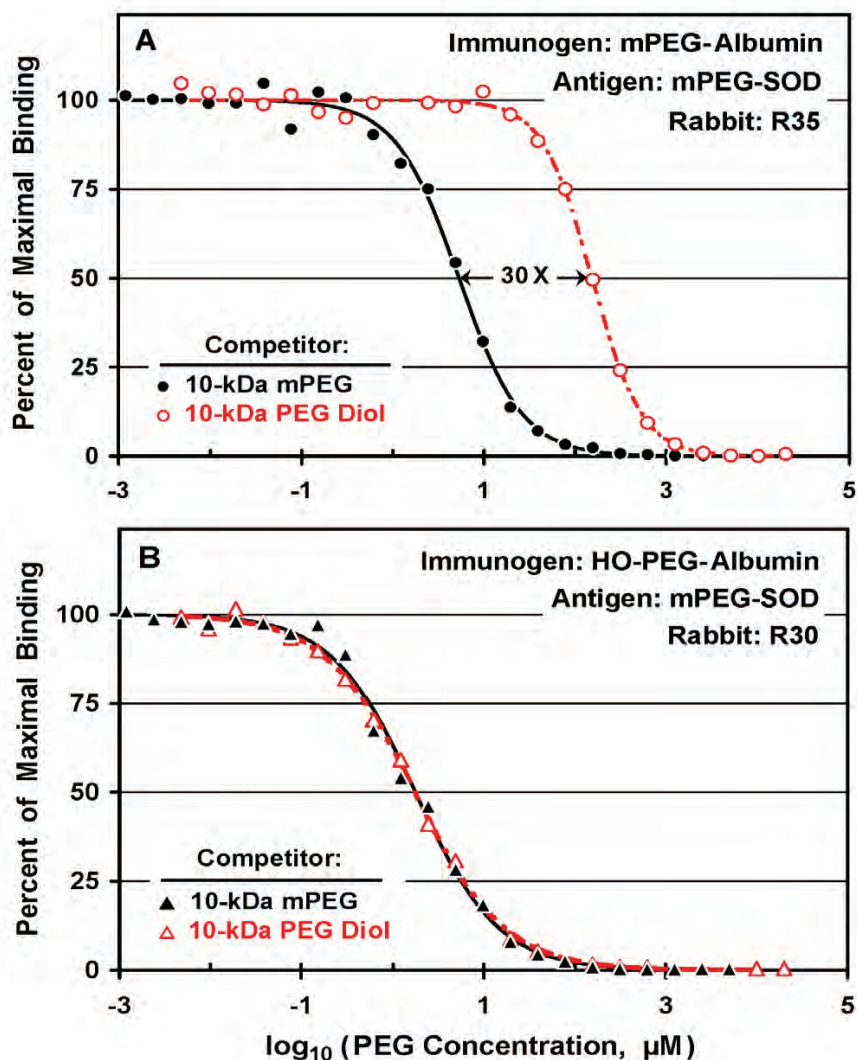 A
Immunogen: mPEG-Albumin
Antigen: mPEG-SOD
Rabbit: R35
Percent of Maximal Binding
100
75
50
25
0
30 X
Competitor:
10-kDa mPEG
10-kDa PEG Diol
-3
-1
1
3
5
B
Immunogen: HO-PEG-Albumin
Antigen: mPEG-SOD
Rabbit: R30
Percent of Maximal Binding
100
75
50
25
0
Competitor:
10-kDa mPEG
10-kDa PEG Diol
-3
-1
1
3
5
log₁₀ (PEG Concentration, µM)